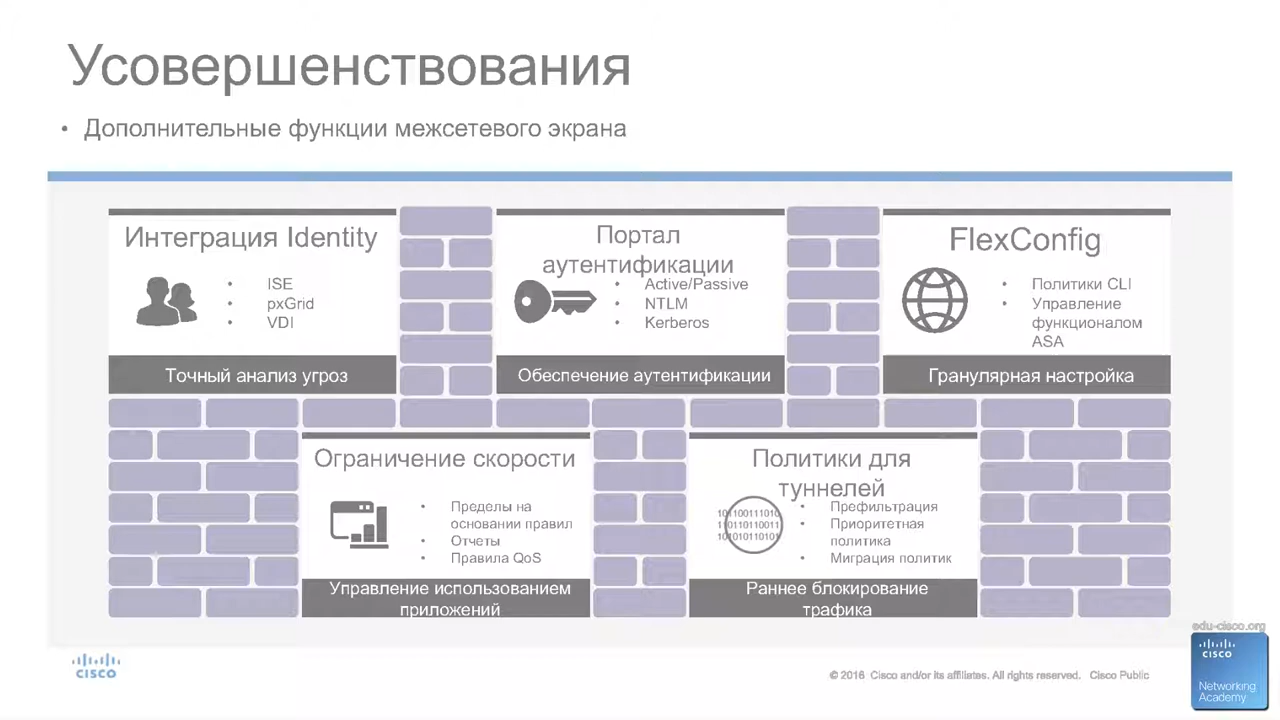 Усовершенствования
• Дополнительные функции межсетевого экрана
Интеграция Identity
• ISE
• pxGrid
• VDI
Точный анализ угроз
Портал
аутентификации
• Active/Passive
• NTLM
• Kerberos
Обеспечение аутентификации
FlexConfig
• Политики CLI
• Управление
функционалом
ASA
Гранулярная настройка
Ограничение скорости
• Пределы на
основании правил
• Отчеты
• Правила QoS
Управление использованием
приложений
Политики для
туннелей
101100111010
110110110011
101010110101
• Префильтрация
• Приоритетная
политика
• Миграция политик
Раннее блокирование
трафика
edu-cisco.org
CISCO
© 2016 Cisco and/or its affiliates. All rights reserved. Cisco Public
CISCO
Networking
Academy